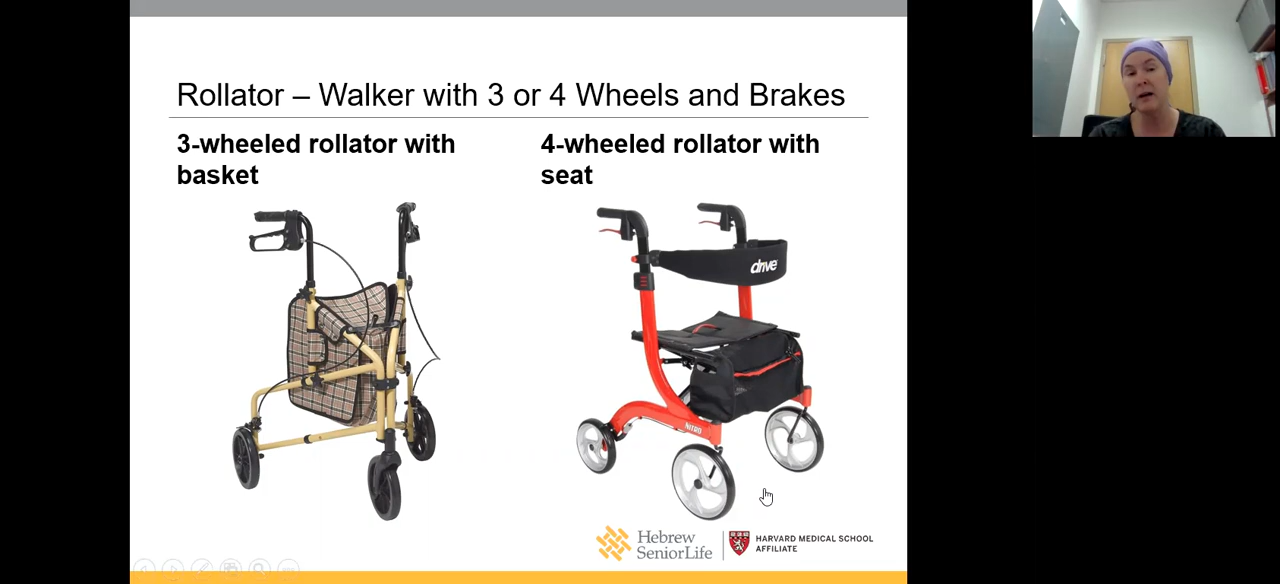 Rollator – Walker with 3 or 4 Wheels and Brakes
3-wheeled rollator with
basket
4-wheeled rollator with
seat
drive
NITRO
Hebrew
SeniorLife
HARVARD MEDICAL SCHOOL
AFFILIATE